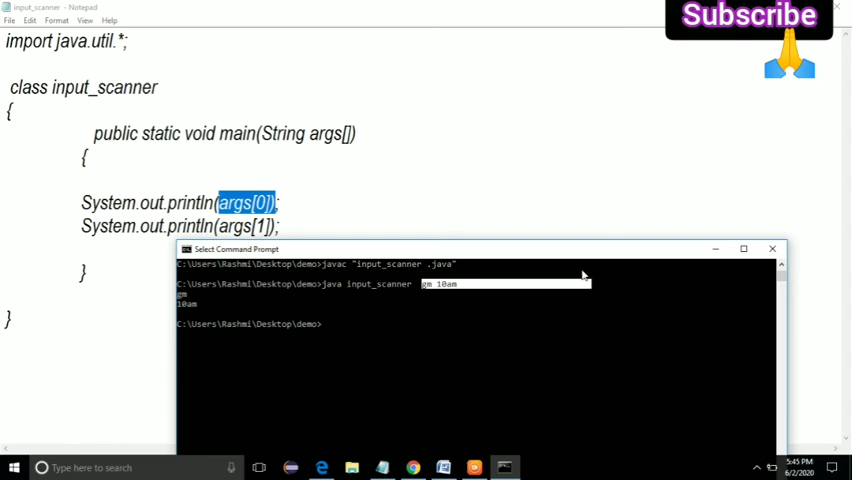 input_scanner - Notepad
File Edit Format View Help
Subscribe
import java.util.*;
class input_scanner
{
public static void main(String args[])
{
System.out.println(args[0]);
System.out.println(args[1]);
}
}
Select Command Prompt
C:\Users\Rashmi\Desktop\demo>javac "input_scanner .java"
C:\Users\Rashmi\Desktop\demo>java input_scanner gm 10am
gm
10am
C:\Users\Rashmi\Desktop\demo>
Type here to search
5:45 PM
6/2/2020